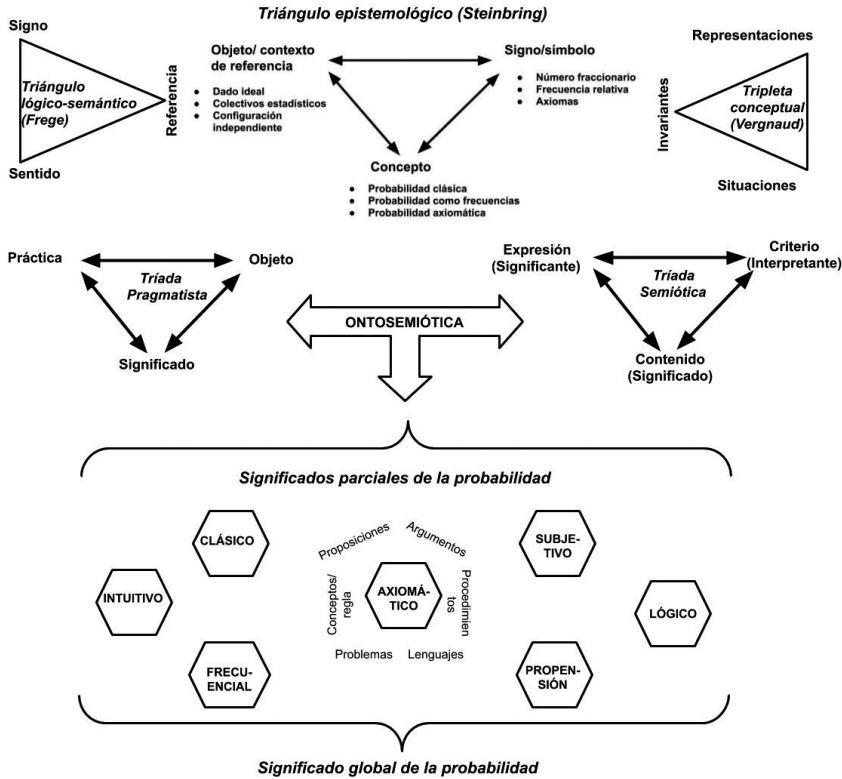 Triángulo epistemológico (Steinbring)
Signo
Triángulo
lógico-semántico
(Frege)
Sentido
Referencia
Objeto/ contexto
de referencia
● Dado ideal
● Colectivos estadísticos
● Configuración
independiente
Signo/símbolo
● Número fraccionario
● Frecuencia relativa
● Axiomas
Concepto
● Probabilidad clásica
● Probabilidad como frecuencias
● Probabilidad axiomática
Representaciones
Invariantes
Tripleta
conceptual
(Vergnaud)
Situaciones
Práctica
Objeto
Tríada
Pragmatista
Significado
ONTOSEMIÓTICA
Expresión
(Significante)
Criterio
(Interpretante)
Tríada
Semiótica
Contenido
(Significado)
Significados parciales de la probabilidad
INTUITIVO
CLÁSICO
FRECU-
ENCIAL
Proposiciones
Argumentos
Conceptos/
regla
AXIOMÁ-
TICO
Procedimien
tos
Problemas
Lenguajes
SUBJE-
TIVO
PROPEN-
SIÓN
LÓGICO
Significado global de la probabilidad